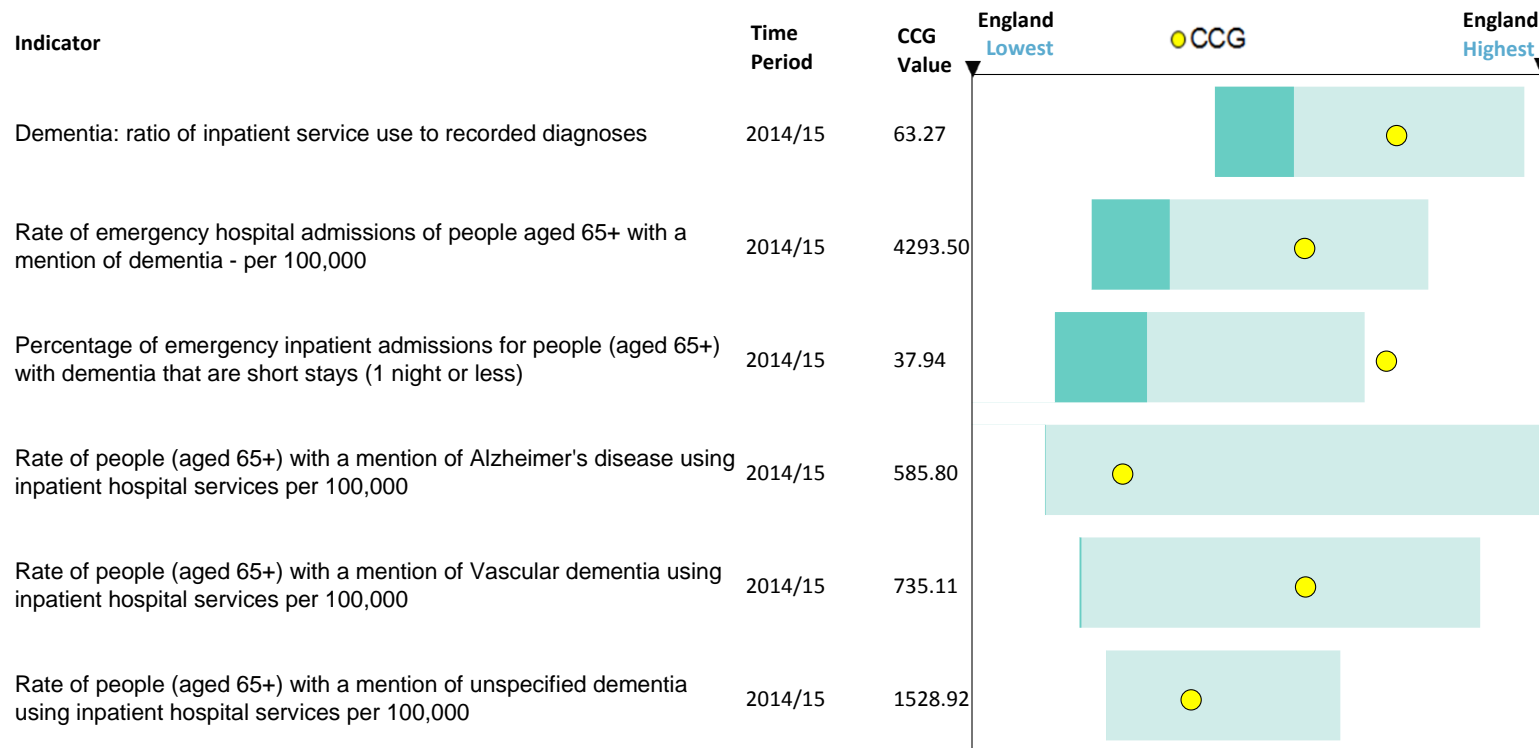 Indicator
Time
Period
CCG
Value
England
Lowest
CCG
England
Highest
Dementia: ratio of inpatient service use to recorded diagnoses
2014/15
63.27
Rate of emergency hospital admissions of people aged 65+ with a
mention of dementia - per 100,000
2014/15
4293.50
Percentage of emergency inpatient admissions for people (aged 65+)
with dementia that are short stays (1 night or less)
2014/15
37.94
Rate of people (aged 65+) with a mention of Alzheimer's disease using
inpatient hospital services per 100,000
2014/15
585.80
Rate of people (aged 65+) with a mention of Vascular dementia using
inpatient hospital services per 100,000
2014/15
735.11
Rate of people (aged 65+) with a mention of unspecified dementia
using inpatient hospital services per 100,000
2014/15
1528.92